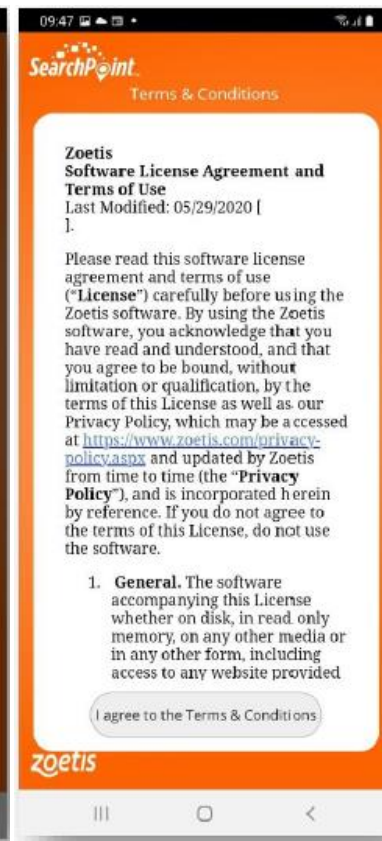 09:47
SearchPoint
Terms & Conditions
Zoetis
Software License Agreement and
Terms of Use
Last Modified: 05/29/2020 [
].
Please read this software license
agreement and terms of use
("License") carefully before using the
Zoetis software. By using the Zoetis
software, you acknowledge that you
have read and understood, and that
you agree to be bound, without
limitation or qualification, by the
terms of this License as well as our
Privacy Policy, which may be accessed
at https://www.zoetis.com/privacy-
policy.aspx and updated by Zoetis
from time to time (the "Privacy
Policy"), and is incorporated herein
by reference. If you do not agree to
the terms of this License, do not use
the software.
1. General. The software
accompanying this License
whether on disk, in read only
memory, on any other media or
in any other form, including
access to any website provided
I agree to the Terms & Conditions
zoetis